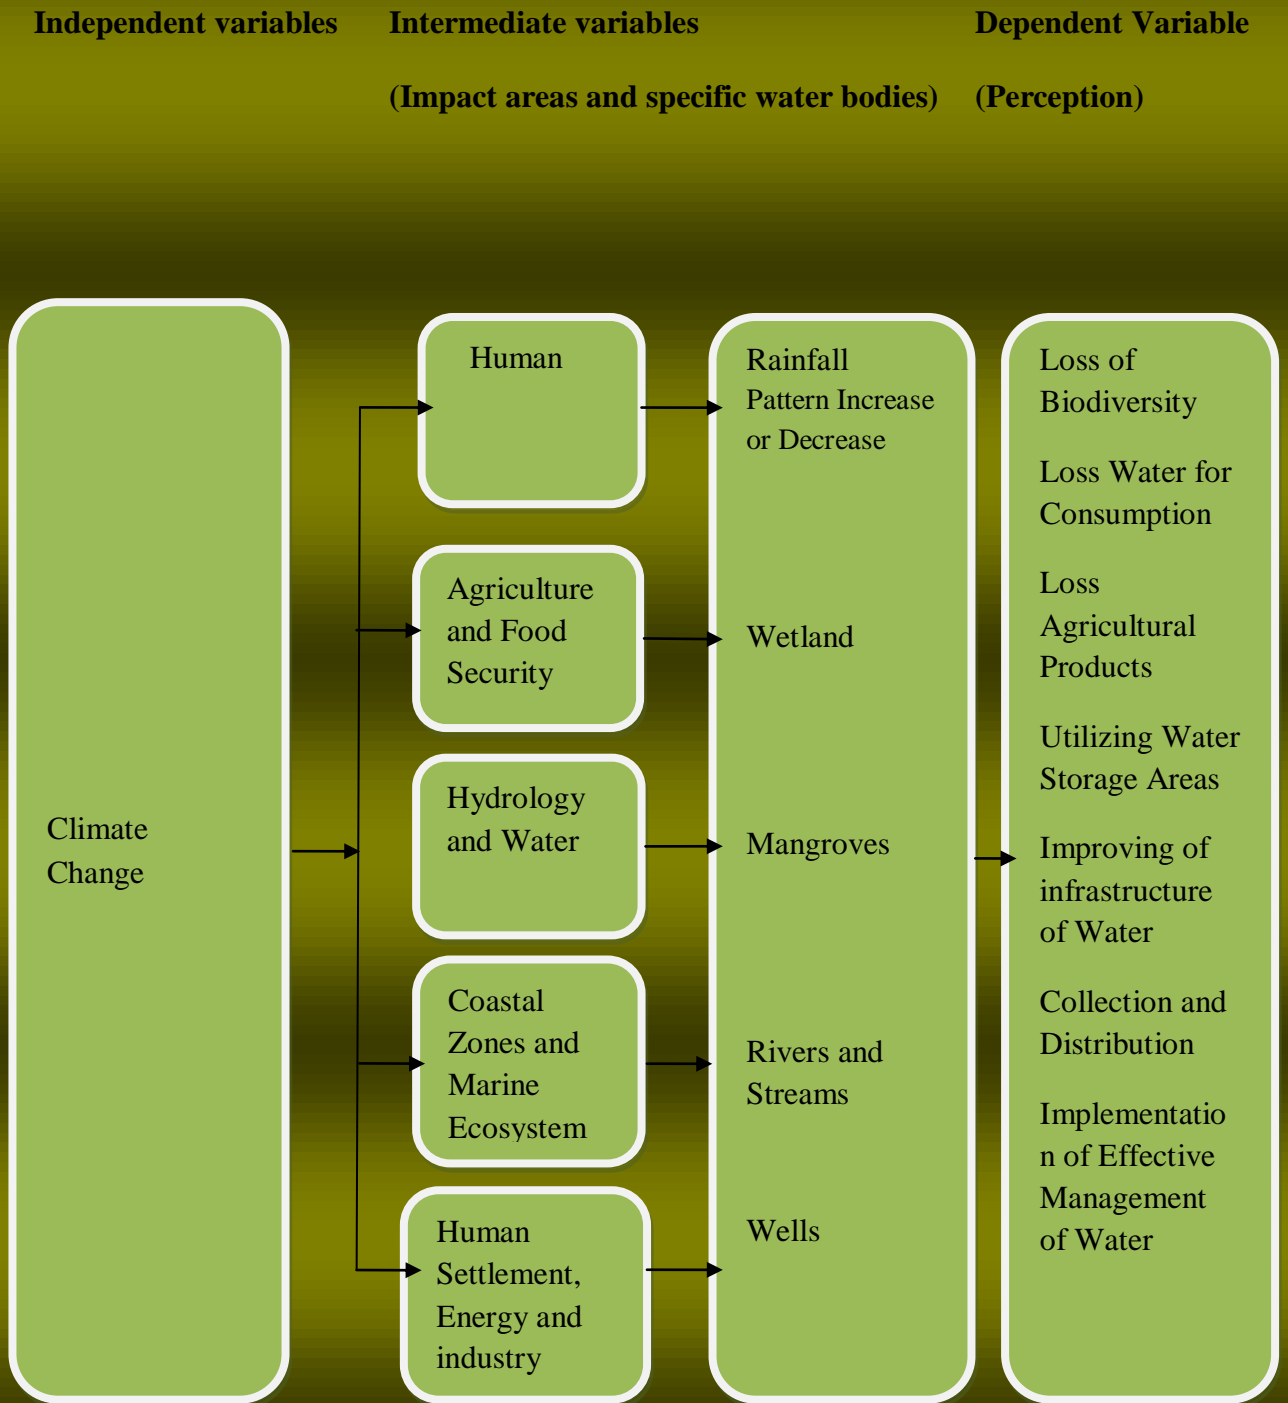 Independent variables
Intermediate variables
(Impact areas and specific water bodies)
Dependent Variable
(Perception)
Climate
Change
Human
Agriculture
and Food
Security
Hydrology
and Water
Coastal
Zones and
Marine
Ecosystem
Human
Settlement,
Energy and
industry
Rainfall
Pattern Increase
or Decrease
Wetland
Mangroves
Rivers and
Streams
Wells
Loss of
Biodiversity
Loss Water for
Consumption
Loss
Agricultural
Products
Utilizing Water
Storage Areas
Improving of
infrastructure
of Water
Collection and
Distribution
Implementatio
n of Effective
Management
of Water